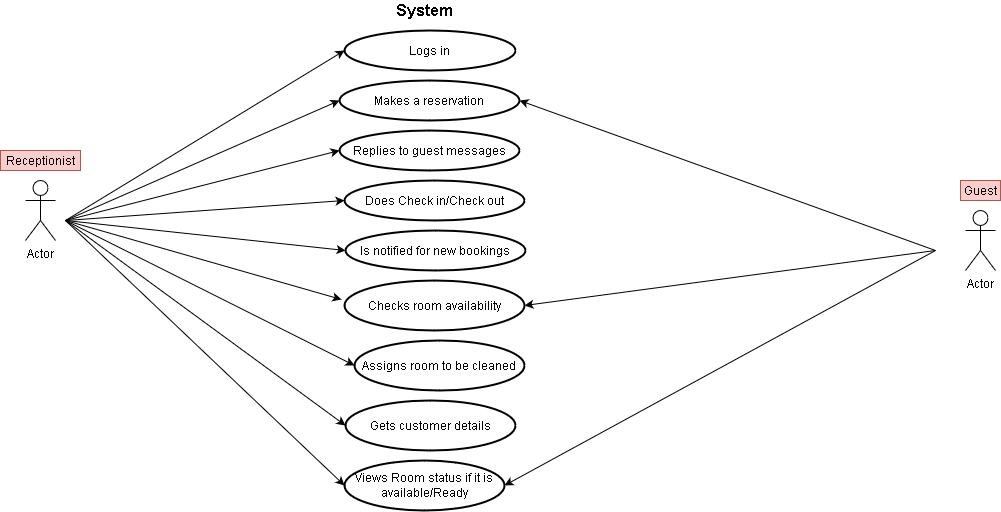 System
Logs in
Makes a reservation
Receptionist
Replies to guest messages
Guest
Does Check in/Check out
Actor
Is notified for new bookings
Actor
Checks room availability
Assigns room to be cleaned
Gets customer details
Views Room status if it is
available/Ready